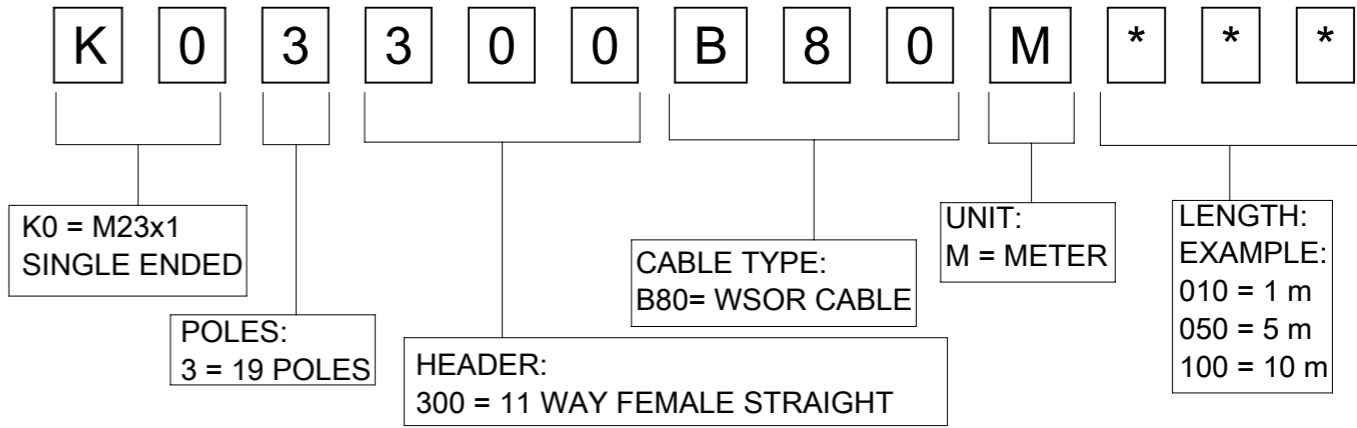 K 0 3 3 0 0 B 8 0 M * * *
K0 = M23x1
SINGLE ENDED
POLES:
3 = 19 POLES
HEADER:
300 = 11 WAY FEMALE STRAIGHT
CABLE TYPE:
B80= WSOR CABLE
UNIT:
M = METER
LENGTH:
EXAMPLE:
010 = 1 m
050 = 5 m
100 = 10 m